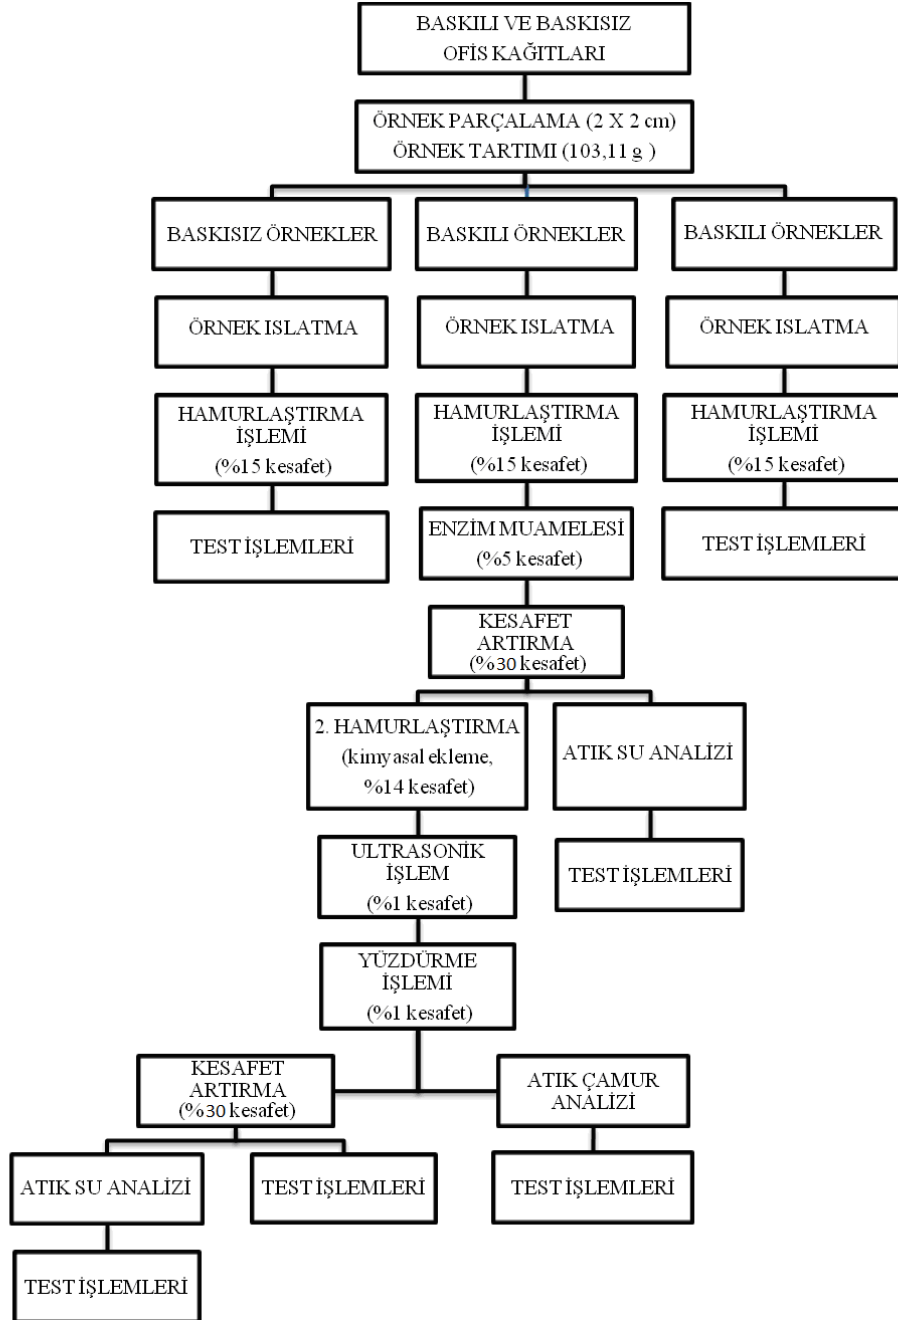 BASKILI VE BASKISIZ
OFİS KAĞITLARI
ÖRNEK PARÇALAMA (2 X 2 cm)
ÖRNEK TARTIMI (103,11 g )
BASKISIZ ÖRNEKLER
BASKILI ÖRNEKLER
BASKILI ÖRNEKLER
ÖRNEK ISLATMA
ÖRNEK ISLATMA
ÖRNEK ISLATMA
HAMURLAŞTIRMA
İŞLEMİ
(%15 kesafet)
HAMURLAŞTIRMA
İŞLEMİ
(%15 kesafet)
HAMURLAŞTIRMA
İŞLEMİ
(%15 kesafet)
TEST İŞLEMLERİ
ENZİM MUAMELESİ
(%5 kesafet)
TEST İŞLEMLERİ
KESAFET
ARTIRMA
(%30 kesafet)
2. HAMURLAŞTIRMA
(kimyasal ekleme,
%14 kesafet)
ATIK SU ANALİZİ
ULTRASONİK
İŞLEM
(%1 kesafet)
TEST İŞLEMLERİ
YÜZDÜRME
İŞLEMİ
(%1 kesafet)
KESAFET
ARTIRMA
(%30 kesafet)
ATIK ÇAMUR
ANALİZİ
ATIK SU ANALİZİ
TEST İŞLEMLERİ
TEST İŞLEMLERİ
TEST İŞLEMLERİ